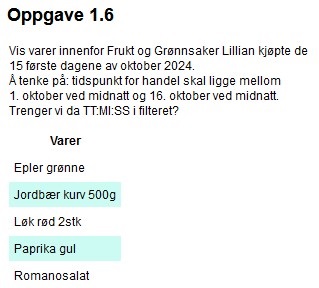 Oppgave 1.6
Vis varer innenfor Frukt og Grønnsaker Lillian kjøpte de
15 første dagene av oktober 2024.
Å tenke på: tidspunkt for handel skal ligge mellom
1. oktober ved midnatt og 16. oktober ved midnatt.
Trenger vi da TT:MI:SS i filteret?
Varer
Epler grønne
Jordbær kurv 500g
Løk rød 2stk
Paprika gul
Romanosalat